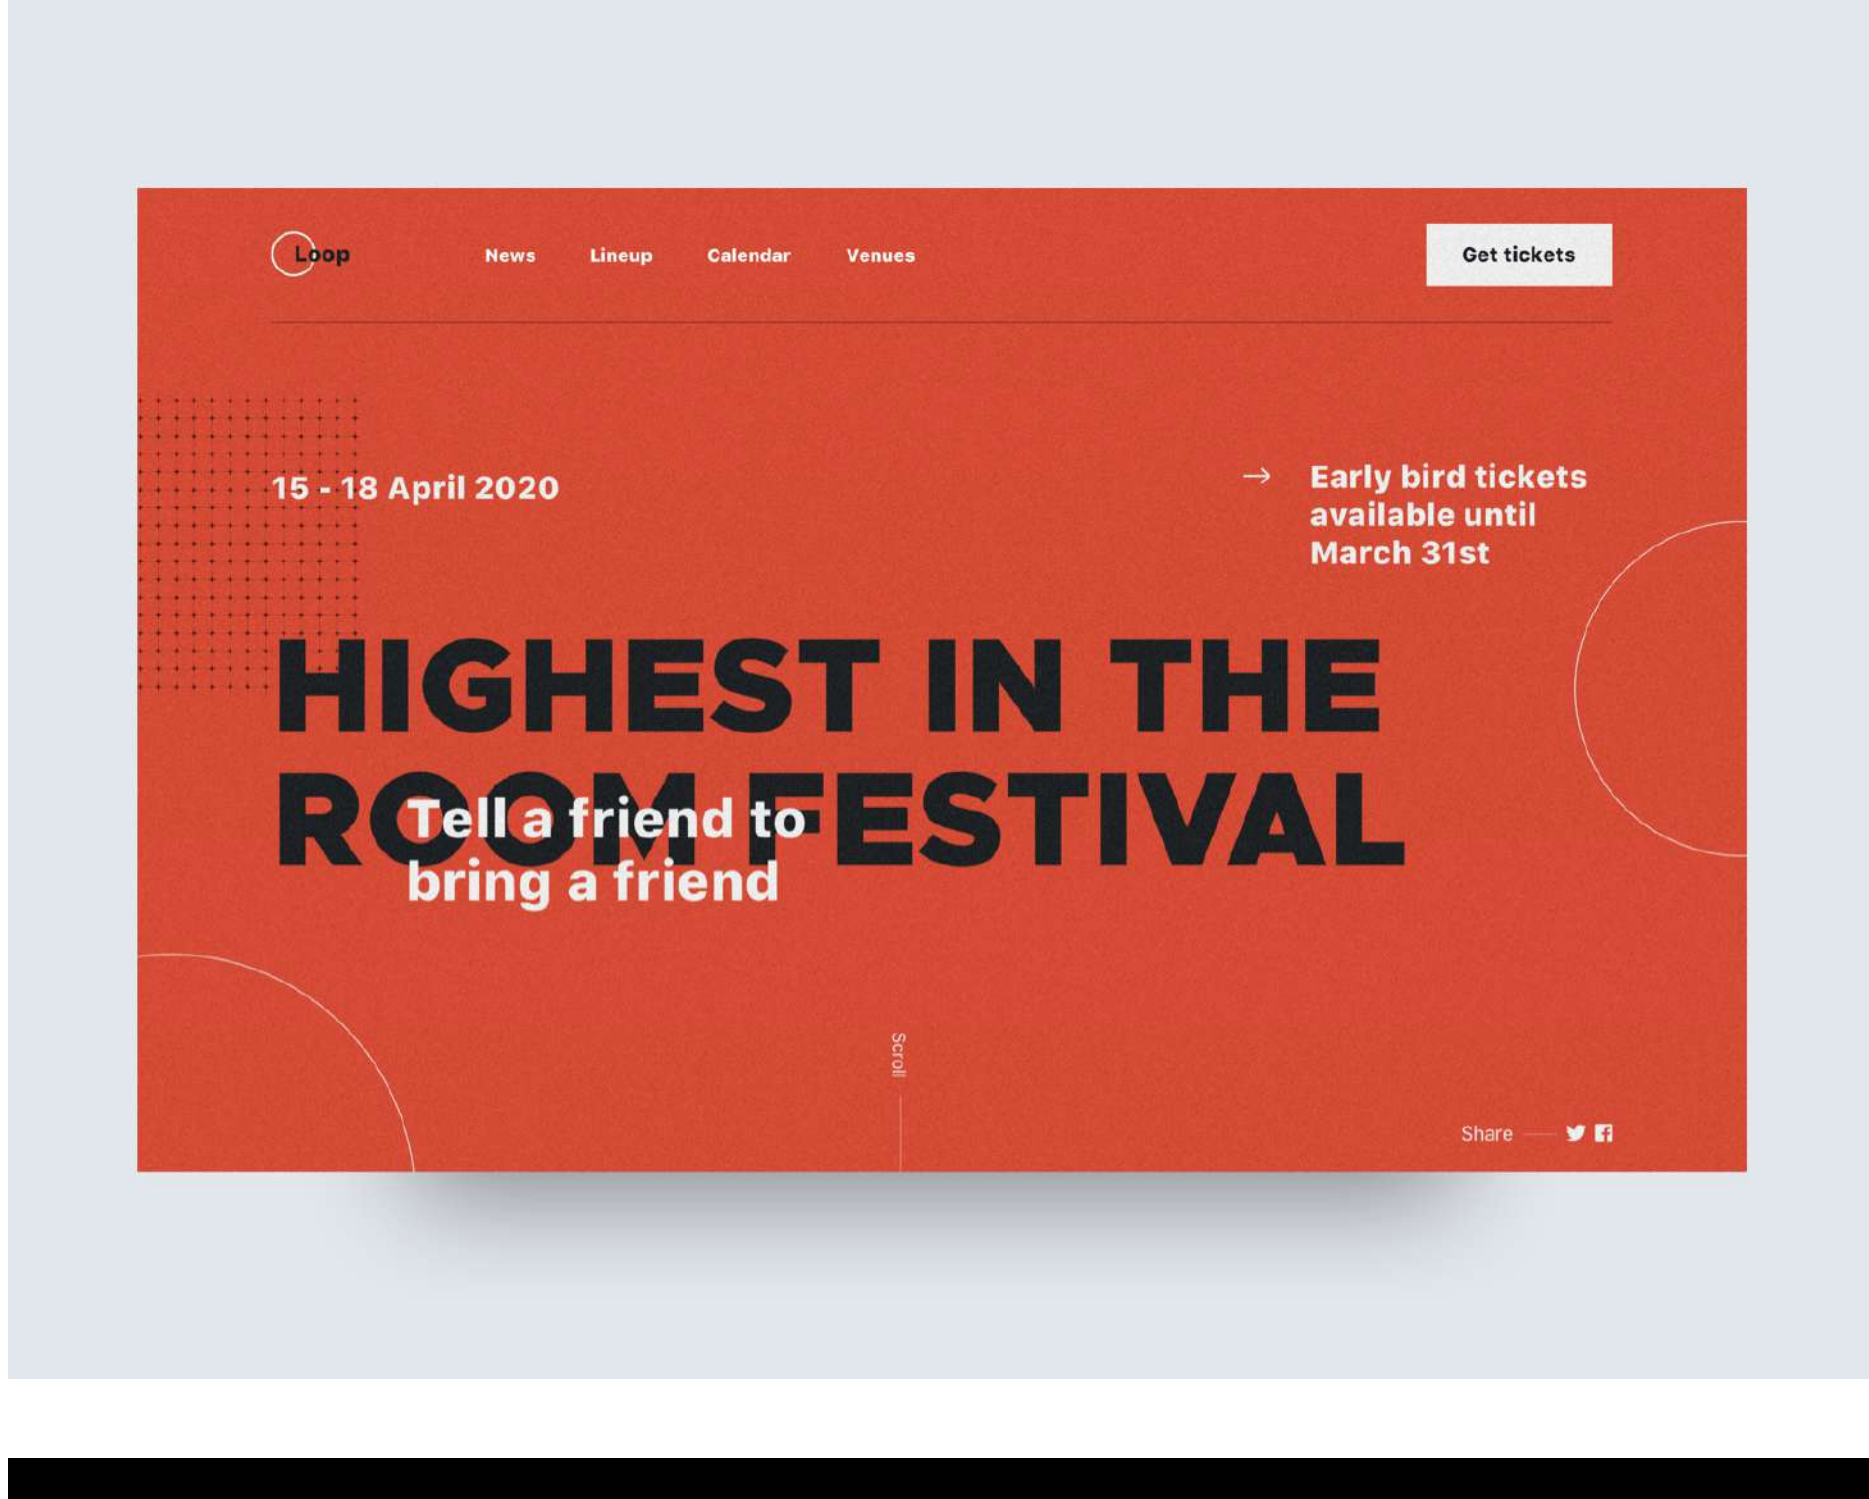 Loop
News
Lineup
Calendar
Venues
Get tickets
15 - 18 April 2020
Early bird tickets
available until
March 31st
HIGHEST IN THE
ROOM FESTIVAL
Tell a friend to
bring a friend
Scroll
Share